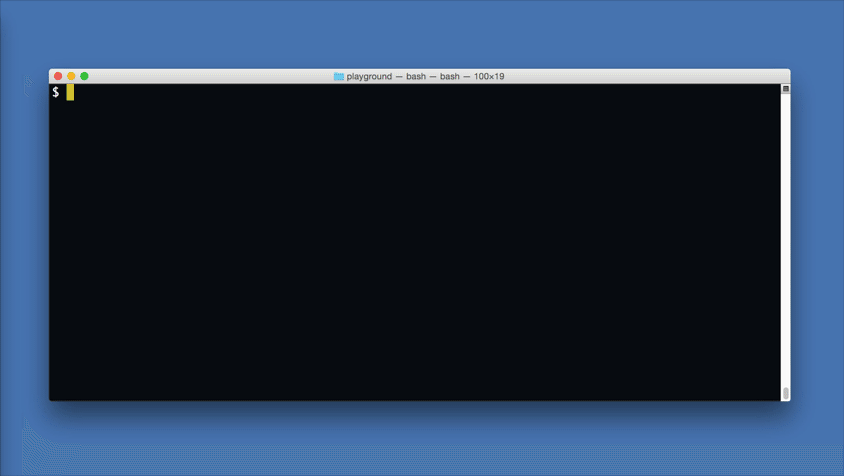 playground — bash — bash — 100×19
$